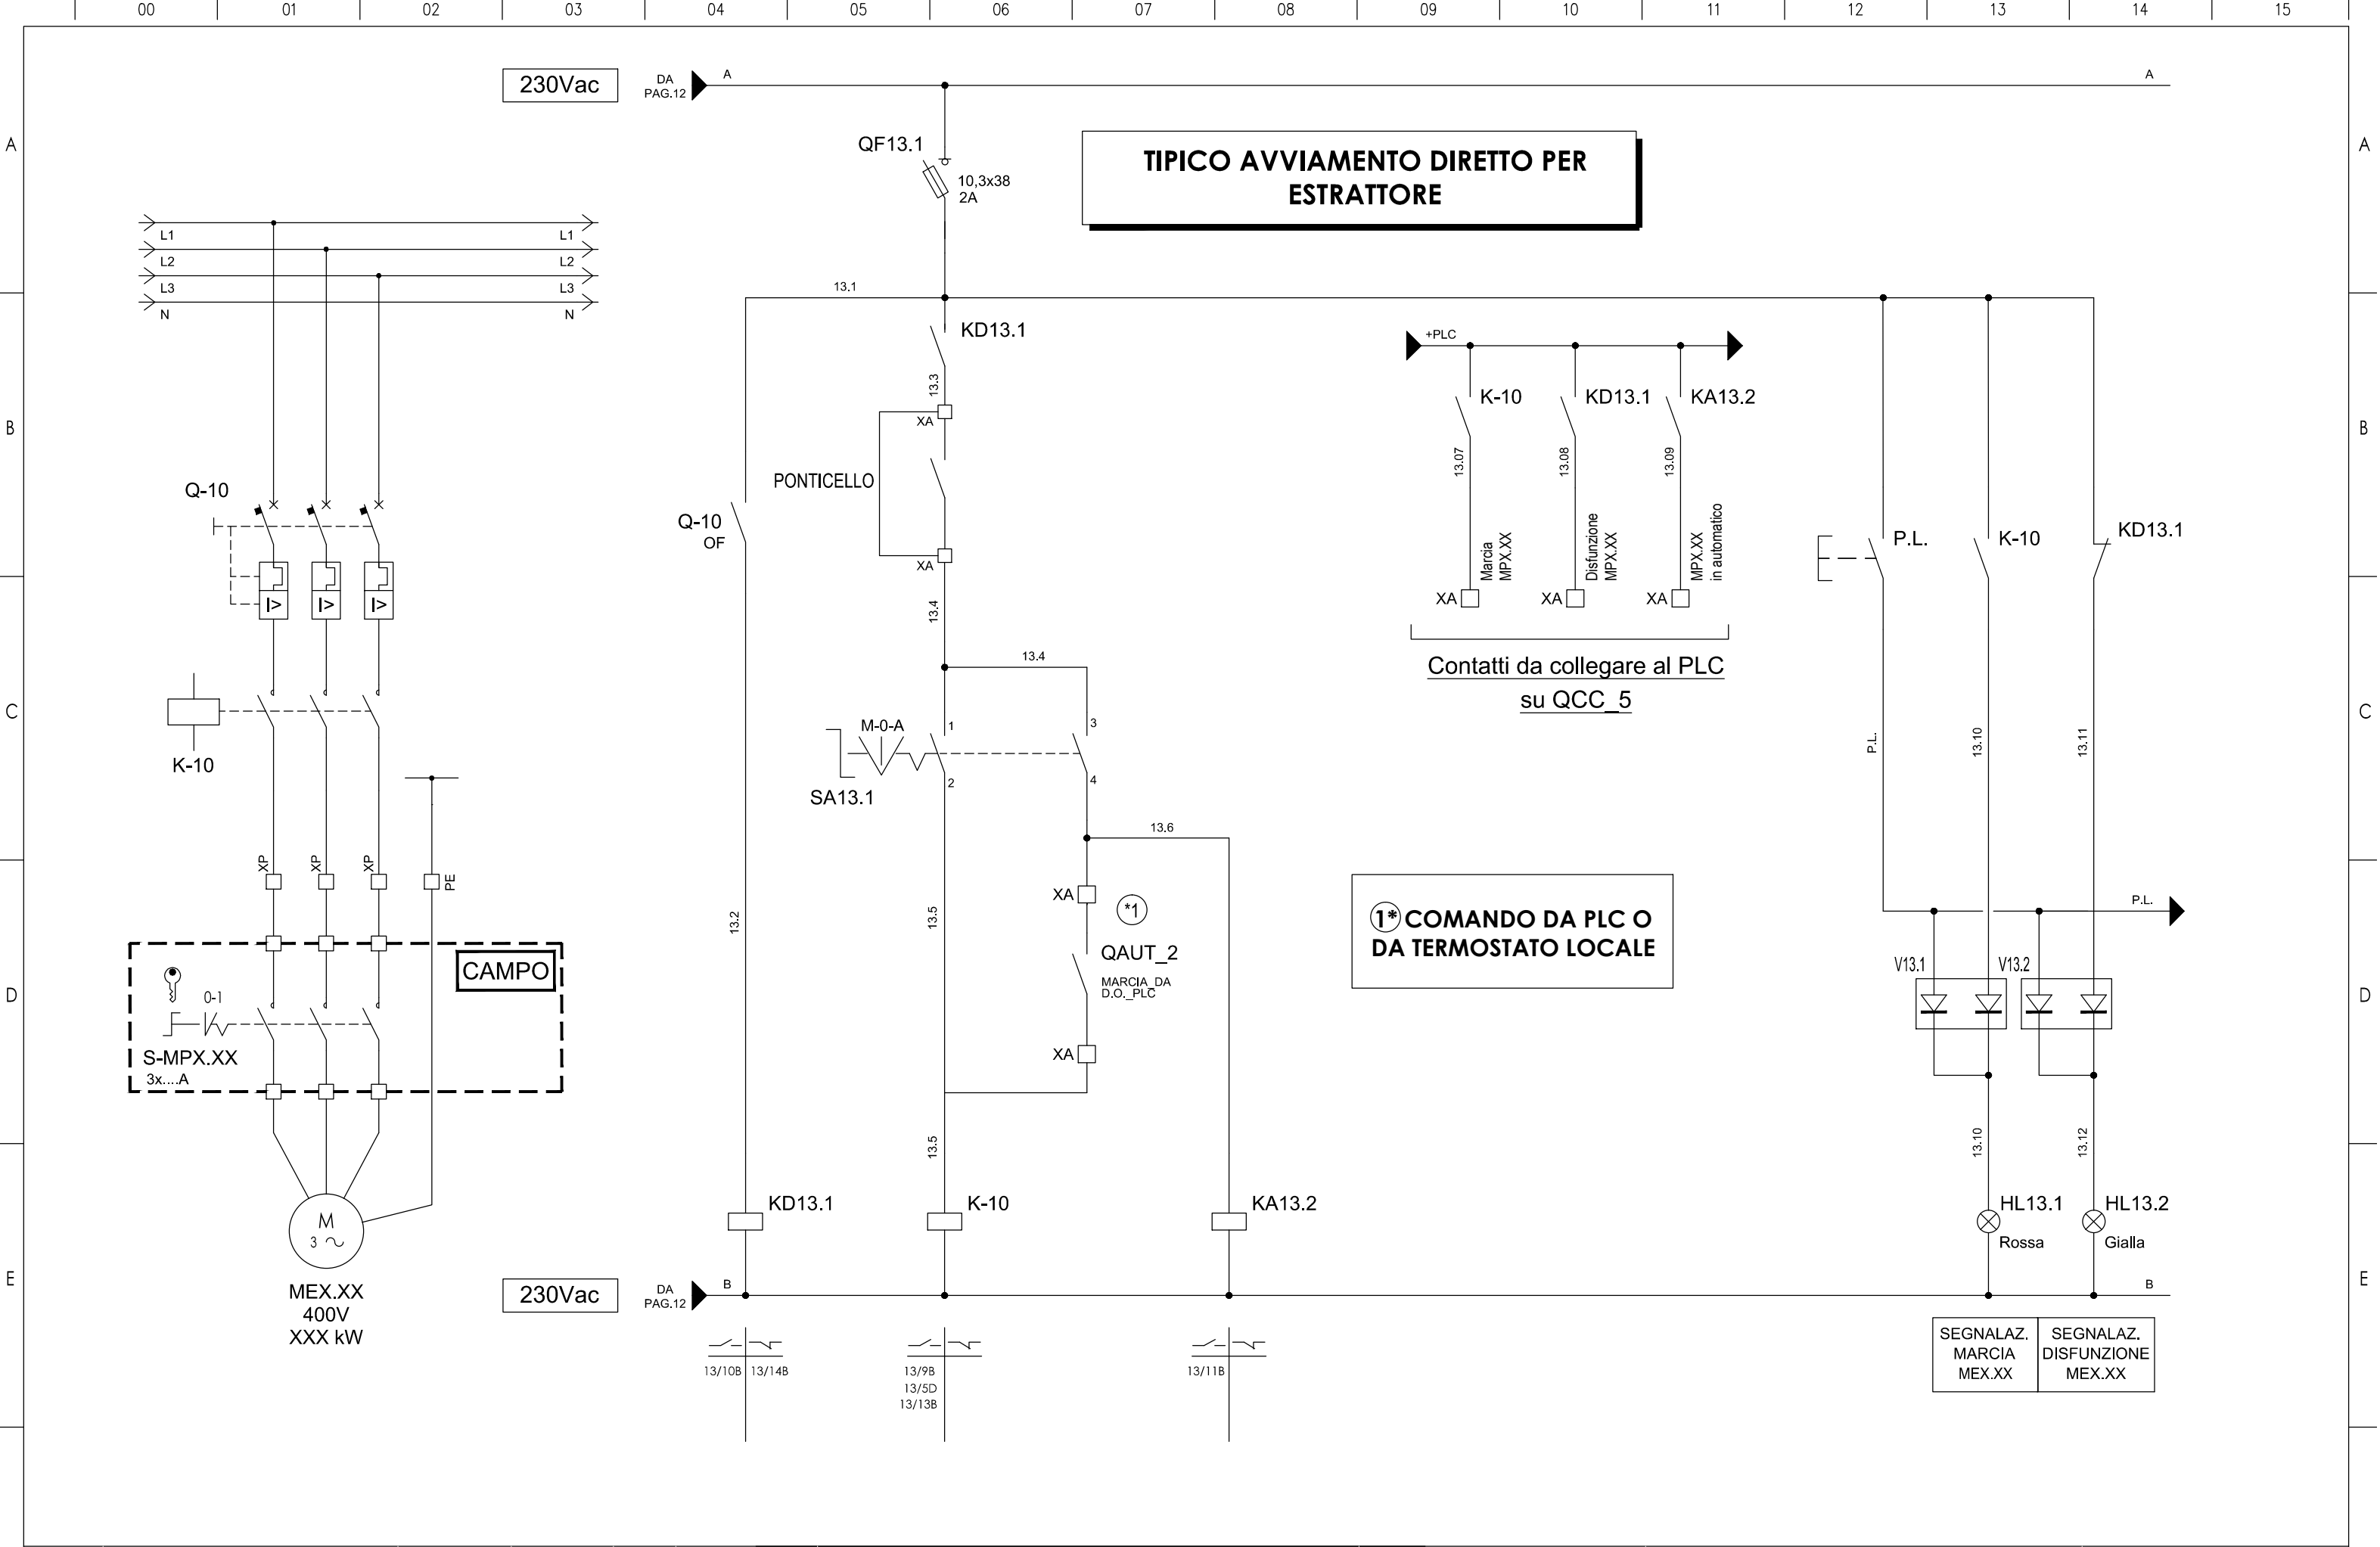 00 01 02 03 04 05 06 07 08 09 10 11 12 13 14 15
A
B
C
D
E
A
B
C
D
E
230Vac
DA
PAG.12
A
A
QF13.1
10,3x38
2A
TIPICO AVVIAMENTO DIRETTO PER
ESTRATTORE
L1
L2
L3
N
L1
L2
L3
N
Q-10
I>
I>
I>
K-10
XP
XP
XP
PE
CAMPO
0-1
S-MPX.XX
3x....A
M
3 ~
MEX.XX
400V
XXX kW
13.1
KD13.1
13.3
XA
PONTICELLO
XA
Q-10
OF
13.4
13.4
M-0-A
SA13.1
1
2
3
4
13.6
13.2
13.5
XA
*1
QAUT_2
MARCIA_DA
D.O._PLC
XA
13.5
KD13.1
K-10
KA13.2
230Vac
DA
PAG.12
B
B
13/10B
13/14B
13/9B
13/5D
13/13B
13/11B
+PLC
K-10
KD13.1
KA13.2
13.07
13.08
13.09
Marcia
MPX.XX
Disfunzione
MPX.XX
MPX.XX
in automatico
XA
XA
XA
Contatti da collegare al PLC
su QCC_5
1* COMANDO DA PLC O
DA TERMOSTATO LOCALE
P.L.
K-10
KD13.1
P.L.
13.10
13.11
P.L.
V13.1
V13.2
13.10
13.12
HL13.1
Rossa
HL13.2
Gialla
SEGNALAZ.
MARCIA
MEX.XX
SEGNALAZ.
DISFUNZIONE
MEX.XX